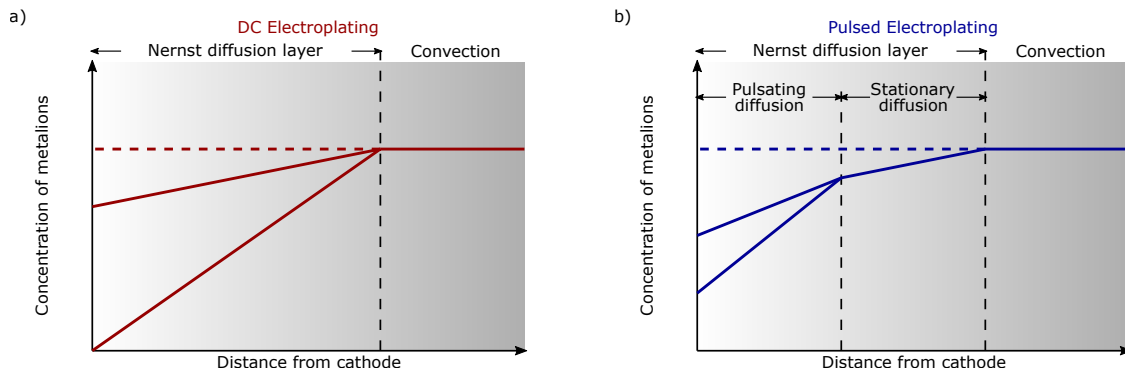 a)
DC Electroplating
Nernst diffusion layer
Convection
Concentration of metalions
Distance from cathode
b)
Pulsed Electroplating
Nernst diffusion layer
Convection
Pulsating
diffusion
Stationary
diffusion
Concentration of metalions
Distance from cathode